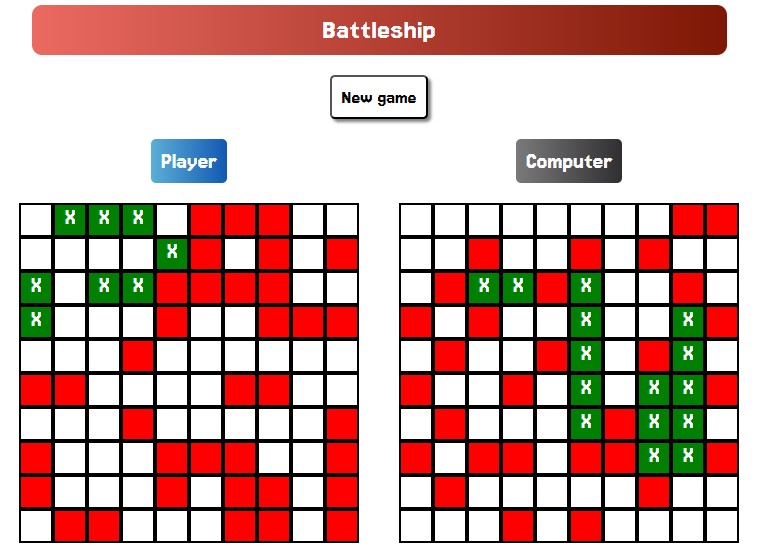 Battleship
New game
Player Computer
X X X
X
X X X X X X
X X X
X X
X X X
X X X
X X